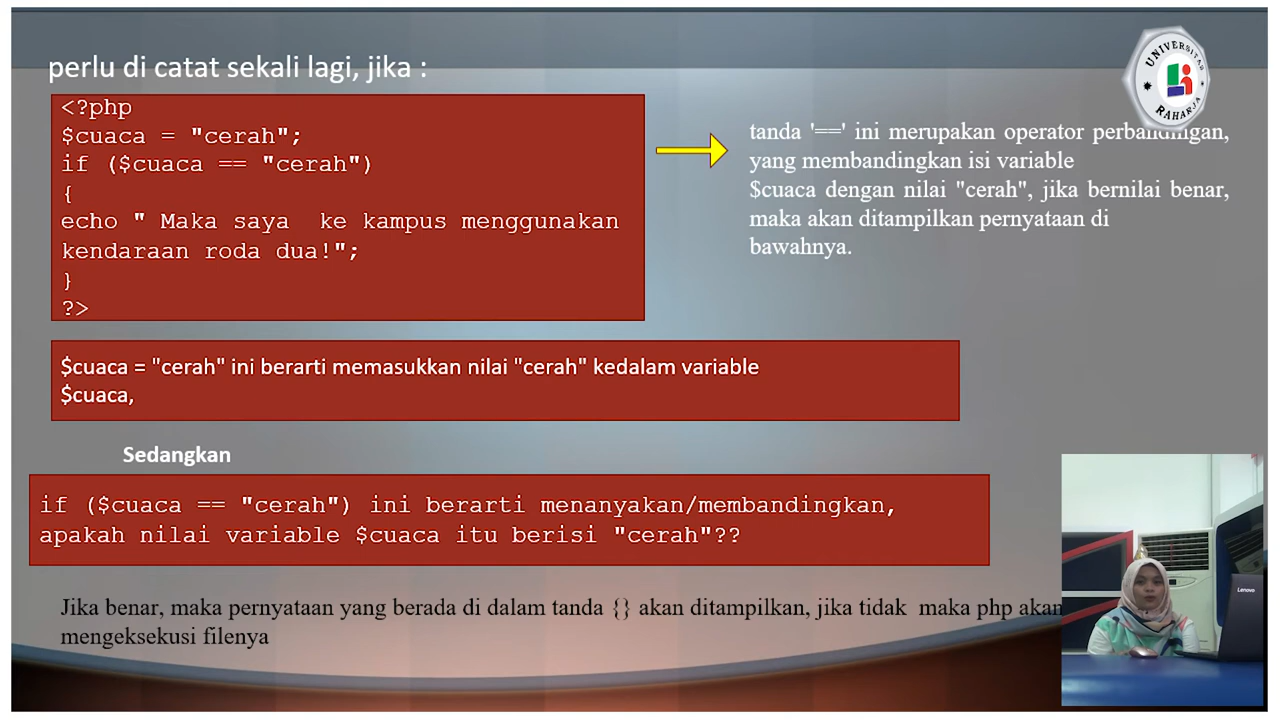 perlu di catat sekali lagi, jika :
UNIVERSITAS
RAHARJA
<?php
$cuaca = "cerah";
if ($cuaca == "cerah")
{
echo " Maka saya  ke kampus menggunakan
kendaraan roda dua!";
}
?>
tanda '==' ini merupakan operator perbandingan,
yang membandingkan isi variable
$cuaca dengan nilai "cerah", jika bernilai benar,
maka akan ditampilkan pernyataan di
bawahnya.
$cuaca = "cerah" ini berarti memasukkan nilai "cerah" kedalam variable
$cuaca,
Sedangkan
if ($cuaca == "cerah") ini berarti menanyakan/membandingkan,
apakah nilai variable $cuaca itu berisi "cerah"??
Jika benar, maka pernyataan yang berada di dalam tanda {} akan ditampilkan, jika tidak  maka php akan
mengeksekusi filenya
Lenovo